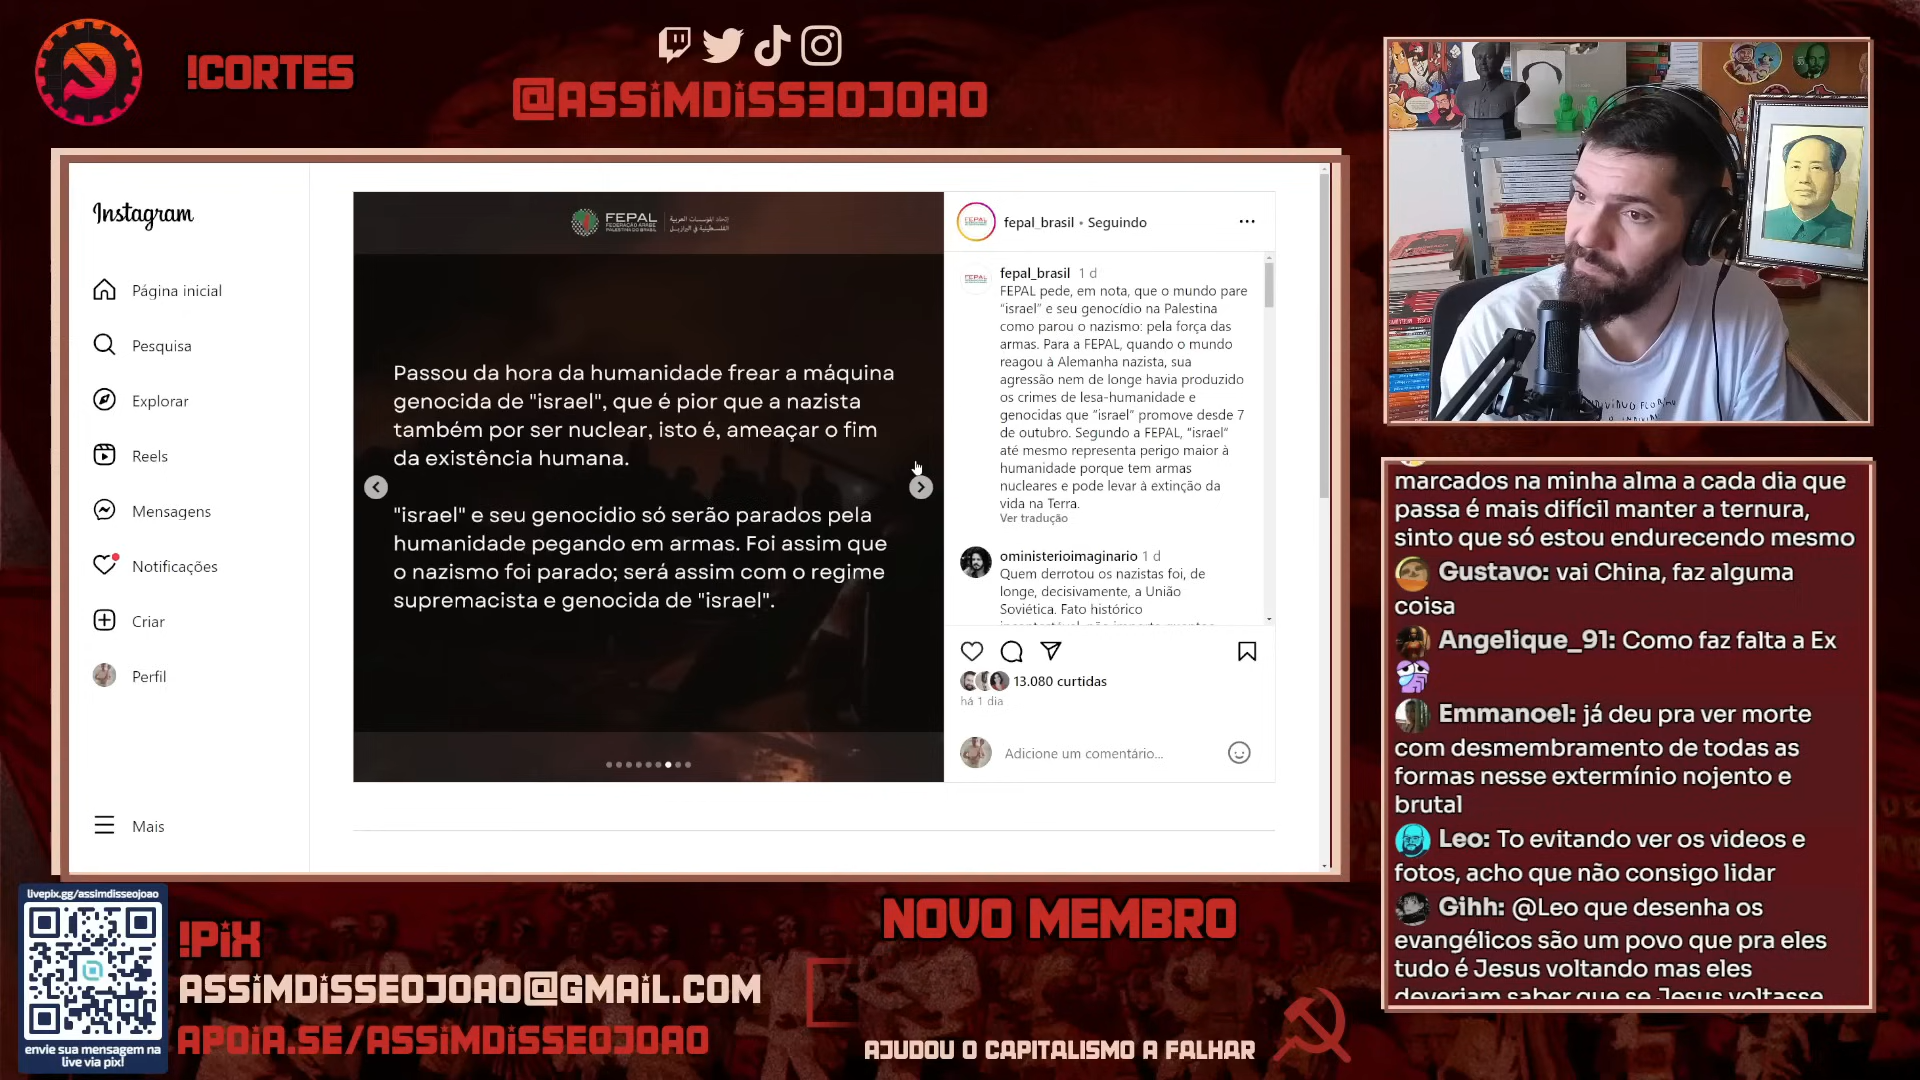 !CORTES
@ASSIMDISSEOJOAO
Instagram
Página inicial
Pesquisa
Explorar
Reels
Mensagens
Notificações
Criar
Perfil
Mais
FEPAL
FEDERAÇÃO ÁRABE
PALESTINA DO BRASIL
Passou da hora da humanidade frear a máquina
genocida de "israel", que é pior que a nazista
também por ser nuclear, isto é, ameaçar o fim
da existência humana.
"israel" e seu genocídio só serão parados pela
humanidade pegando em armas. Foi assim que
o nazismo foi parado; será assim com o regime
supremacista e genocida de "israel".
fepal_brasil • Seguindo
fepal_brasil 1 d
FEPAL pede, em nota, que o mundo pare
“israel” e seu genocídio na Palestina
como parou o nazismo: pela força das
armas. Para a FEPAL, quando o mundo
reagou à Alemanha nazista, sua
agressão nem de longe havia produzido
os crimes de lesa-humanidade e
genocidas que “israel” promove desde 7
de outubro. Segundo a FEPAL, "israel"
até mesmo representa perigo maior à
humanidade porque tem armas
nucleares e pode levar à extinção da
vida na Terra.
Ver tradução
oministerioimaginario 1 d
Quem derrotou os nazistas foi, de
longe, decisivamente, a União
Soviética. Fato histórico
13.080 curtidas
há 1 dia
Adicione um comentário...
marcados na minha alma a cada dia que
passa é mais difícil manter a ternura,
sinto que só estou endurecendo mesmo
Gustavo: vai China, faz alguma
coisa
Angelique_91: Como faz falta a Ex
Emmanoel: já deu pra ver morte
com desmembramento de todas as
formas nesse extermínio nojento e
brutal
Leo: To evitando ver os videos e
fotos, acho que não consigo lidar
Gihh: @Leo que desenha os
evangélicos são um povo que pra eles
tudo é Jesus voltando mas eles
deveriam saber que se Jesus voltasse
livepix.gg/assimdisseojoao
envie sua mensagem na
live via pix!
!PIX
ASSIMDISSEOJOAO@GMAIL.COM
APOIA.SE/ASSIMDISSEOJOAO
NOVO MEMBRO
AJUDOU O CAPITALISMO A FALHAR